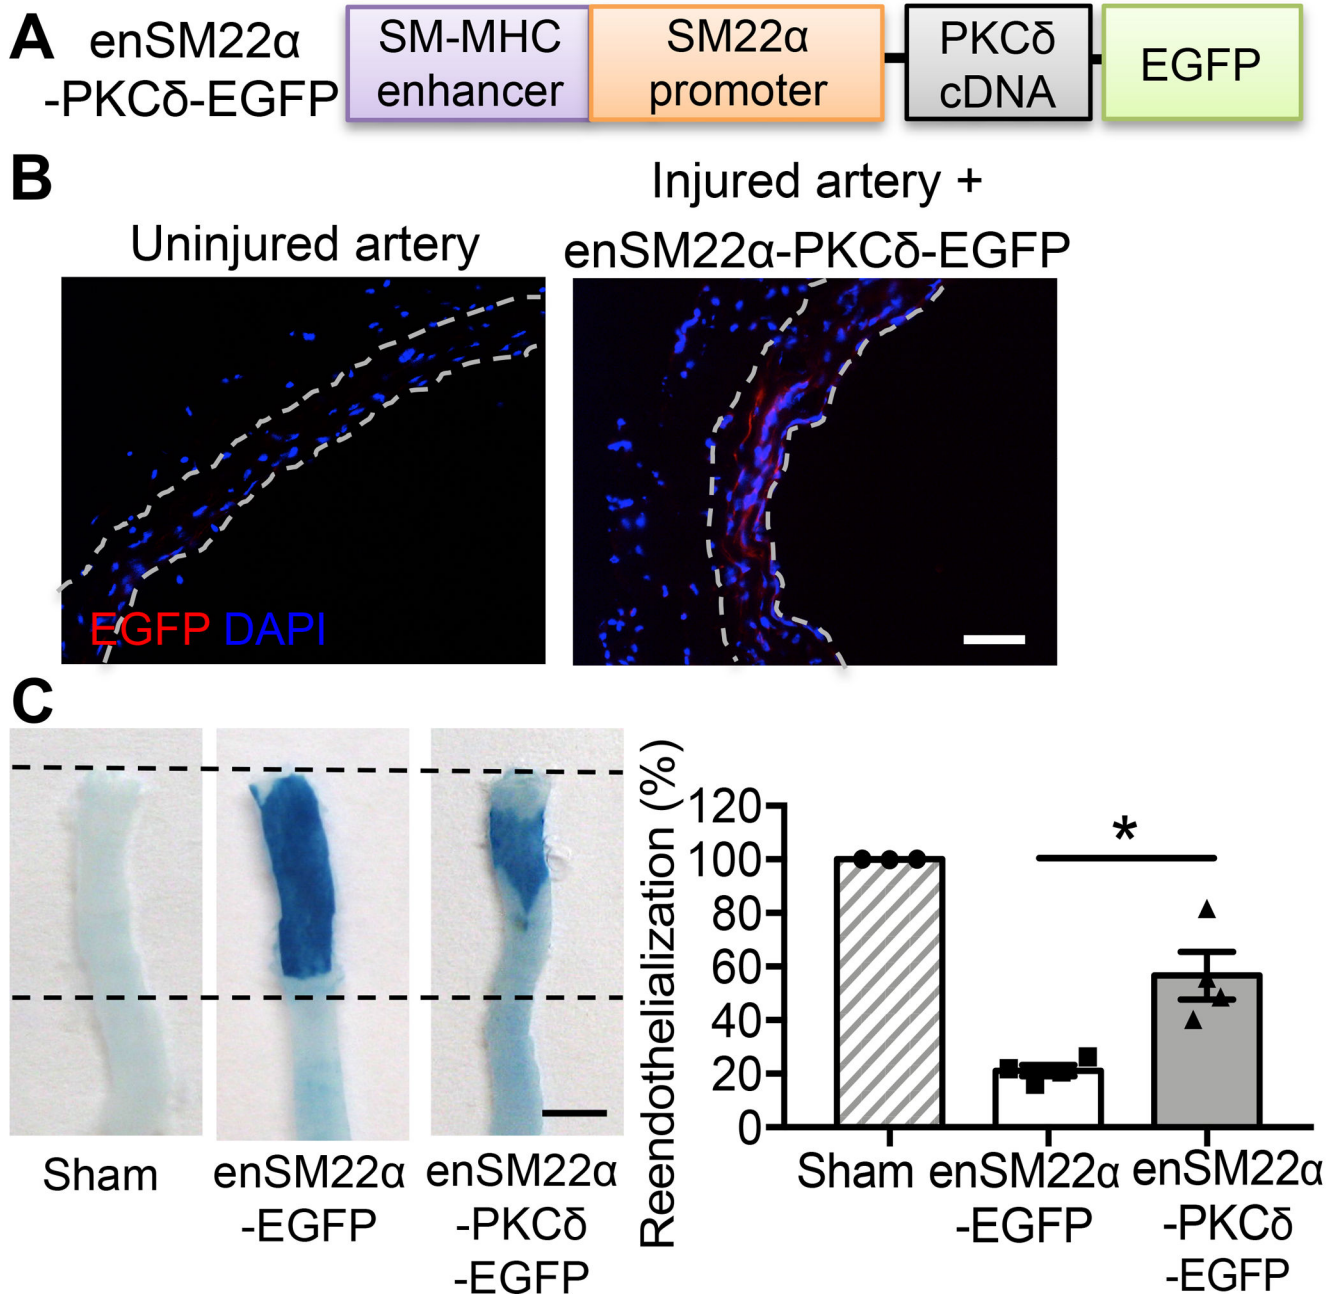 A
enSM22α
-PKCδ-EGFP
SM-MHC
enhancer
SM22α
promoter
PKCδ
cDNA
EGFP
B
Uninjured artery
Injured artery +
enSM22α-PKCδ-EGFP
EGFP DAPI
C
Sham
enSM22α
-EGFP
enSM22α
-PKCδ
-EGFP
Reendothelialization (%)
120
100
80
60
40
20
0
*
Sham
enSM22α
-EGFP
enSM22α
-PKCδ
-EGFP